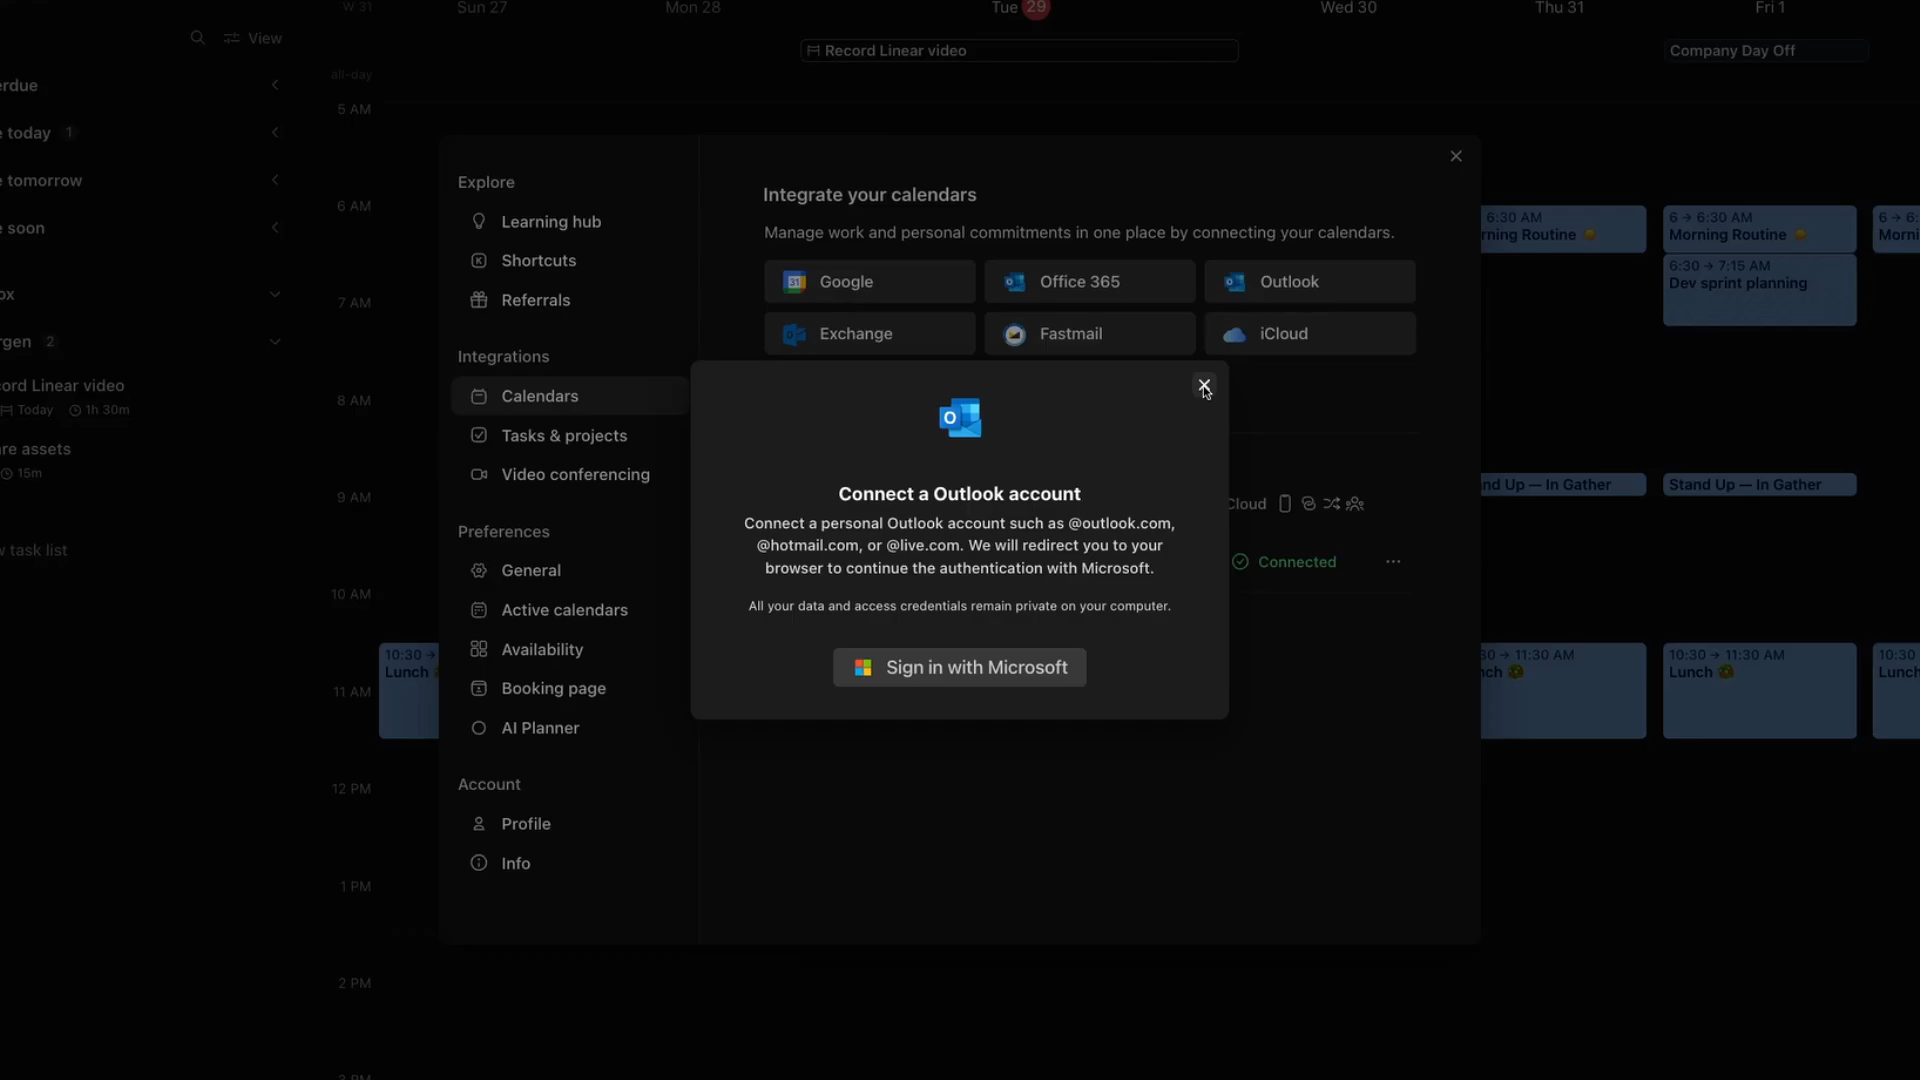 W 31
Sun 27
Mon 28
Tue 29
Wed 30
Thu 31
Fri 1
View
Record Linear video
Company Day Off
all-day
erdue
e today 1
e tomorrow
e soon
ox
rgen 2
ord Linear video
Today 1h 30m
re assets
15m
w task list
5 AM
6 AM
7 AM
8 AM
9 AM
10 AM
11 AM
12 PM
1 PM
2 PM
3 PM
10:30 →
Lunch
Explore
Learning hub
Shortcuts
Referrals
Integrations
Calendars
Tasks & projects
Video conferencing
Preferences
General
Active calendars
Availability
Booking page
AI Planner
Account
Profile
Info
Integrate your calendars
Manage work and personal commitments in one place by connecting your calendars.
Google
Office 365
Outlook
Exchange
Fastmail
iCloud
Cloud
Connected
Connect a Outlook account
Connect a personal Outlook account such as @outlook.com,
@hotmail.com, or @live.com. We will redirect you to your
browser to continue the authentication with Microsoft.
All your data and access credentials remain private on your computer.
Sign in with Microsoft
6:30 AM
rning Routine
nd Up — In Gather
30 → 11:30 AM
nch
6 → 6:30 AM
Morning Routine
6:30 → 7:15 AM
Dev sprint planning
Stand Up — In Gather
10:30 → 11:30 AM
Lunch
6 → 6:
Morni
10:30
Lunch